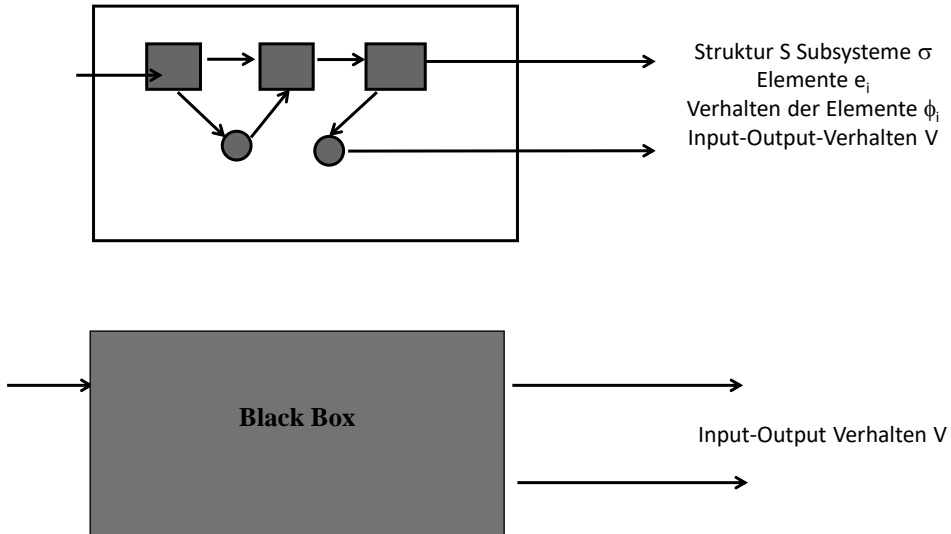 Struktur S Subsysteme σ
Elemente eᵢ
Verhalten der Elemente ϕᵢ
Input-Output-Verhalten V
Black Box
Input-Output Verhalten V